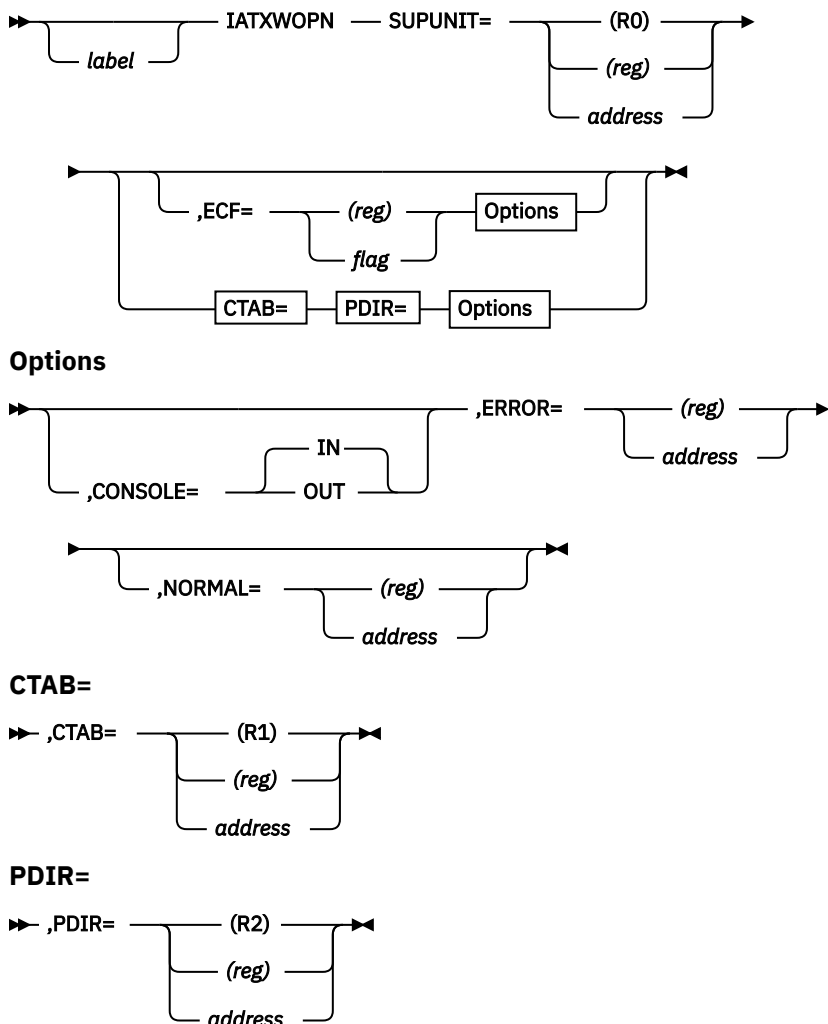 IATXWOPN SUPUNIT= (R0)
label
(reg)
address
,ECF= (reg) Options
flag
CTAB= PDIR= Options
Options
,ERROR= (reg)
IN
address
,CONSOLE= OUT
,NORMAL= (reg)
address
CTAB=
,CTAB= (R1)
(reg)
address
PDIR=
,PDIR= (R2)
(reg)
address